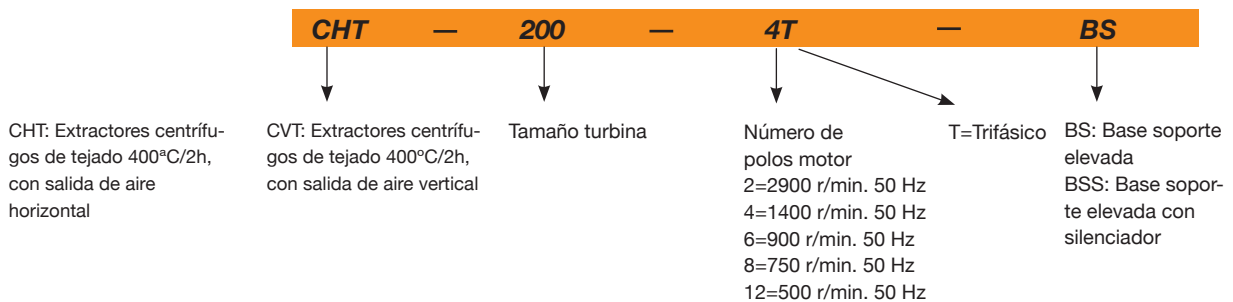 CHT — 200 — 4T — BS
CHT: Extractores centrífu-
gos de tejado 400ªC/2h,
con salida de aire
horizontal
CVT: Extractores centrífu-
gos de tejado 400ºC/2h,
con salida de aire vertical
Tamaño turbina
Número de
polos motor
2=2900 r/min. 50 Hz
4=1400 r/min. 50 Hz
6=900 r/min. 50 Hz
8=750 r/min. 50 Hz
12=500 r/min. 50 Hz
T=Trifásico
BS: Base soporte
elevada
BSS: Base sopor-
te elevada con
silenciador